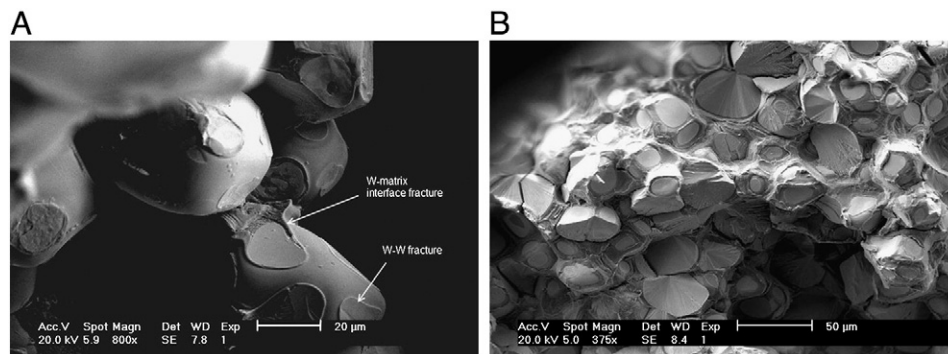 A
B
W-matrix
interface fracture
W-W fracture
Acc.V Spot Magn Det WD Exp
20.0 kV 5.9 800x SE 7.8 1
20 µm
Acc.V Spot Magn Det WD Exp
20.0 kV 5.0 375x SE 8.4 1
50 µm